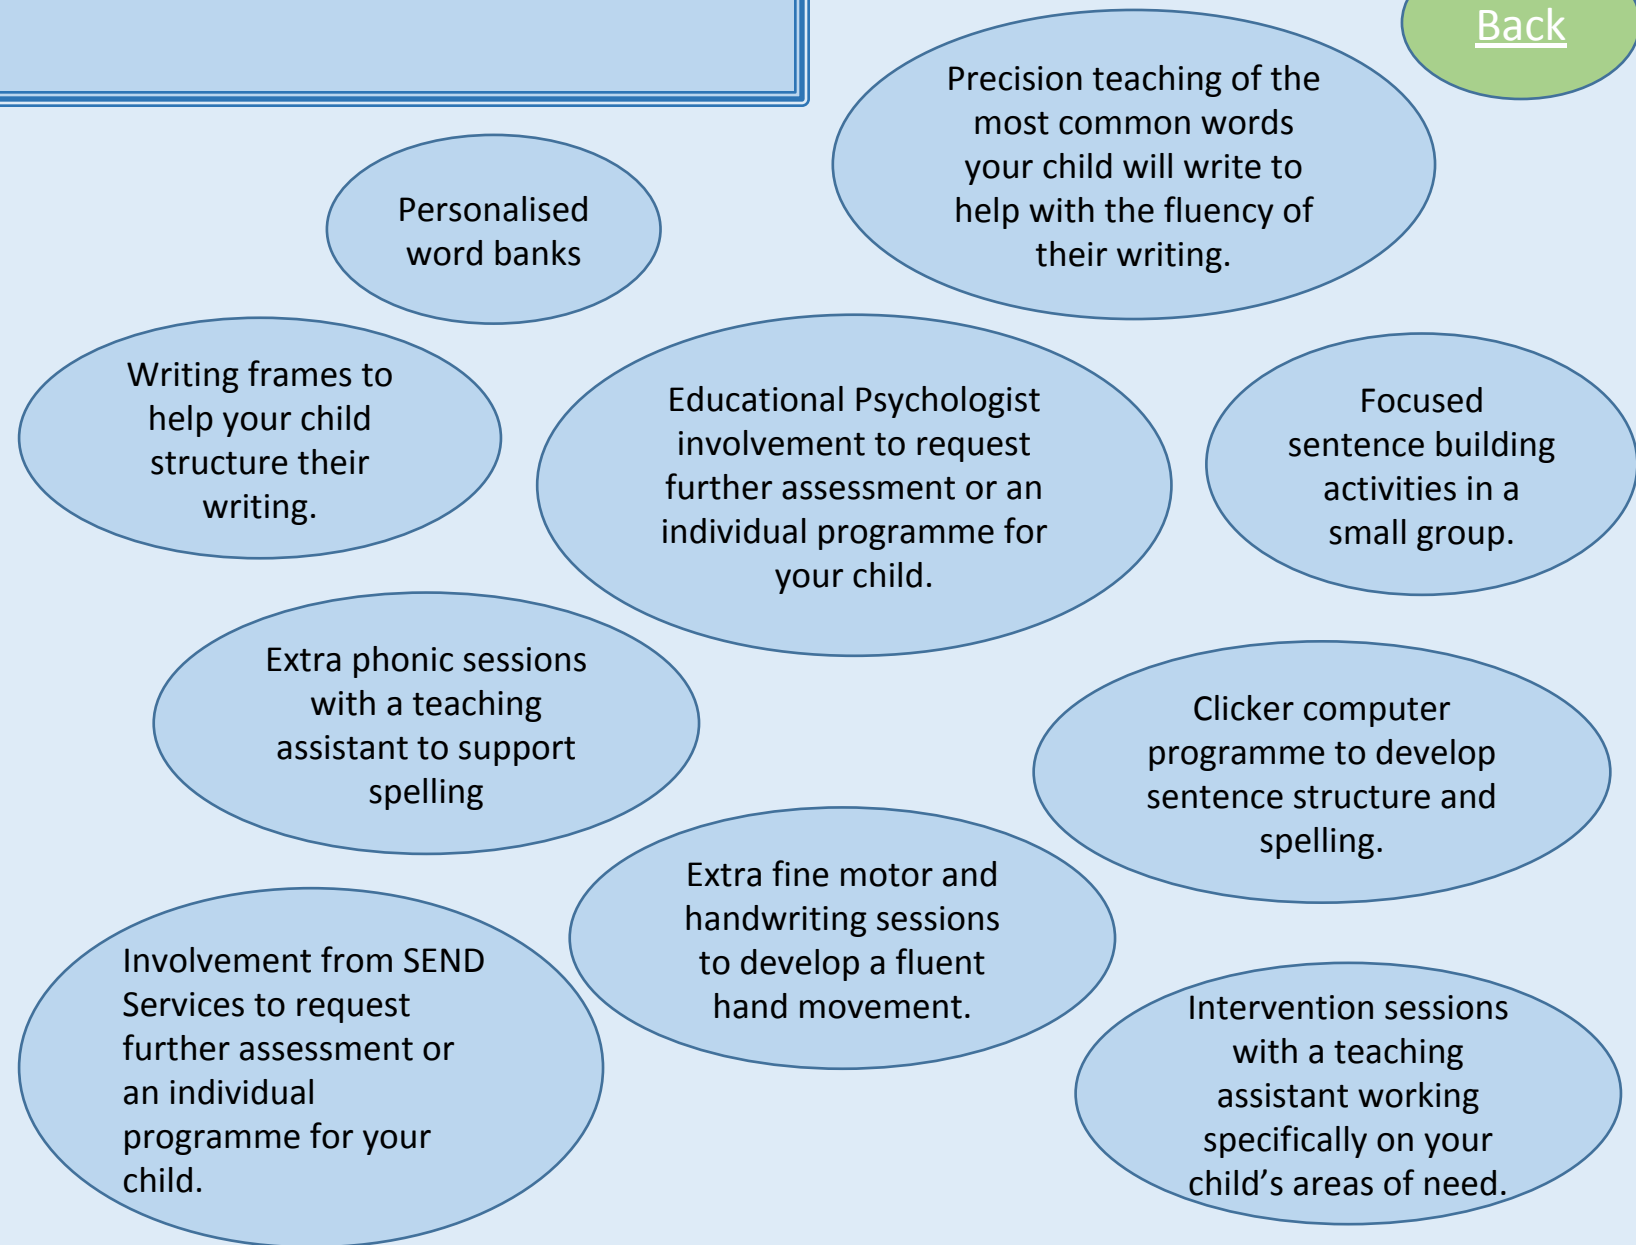 Back
Precision teaching of the
most common words
your child will write to
help with the fluency of
their writing.
Personalised
word banks
Writing frames to
help your child
structure their
writing.
Educational Psychologist
involvement to request
further assessment or an
individual programme for
your child.
Focused
sentence building
activities in a
small group.
Extra phonic sessions
with a teaching
assistant to support
spelling
Clicker computer
programme to develop
sentence structure and
spelling.
Extra fine motor and
handwriting sessions
to develop a fluent
hand movement.
Involvement from SEND
Services to request
further assessment or
an individual
programme for your
child.
Intervention sessions
with a teaching
assistant working
specifically on your
child’s areas of need.